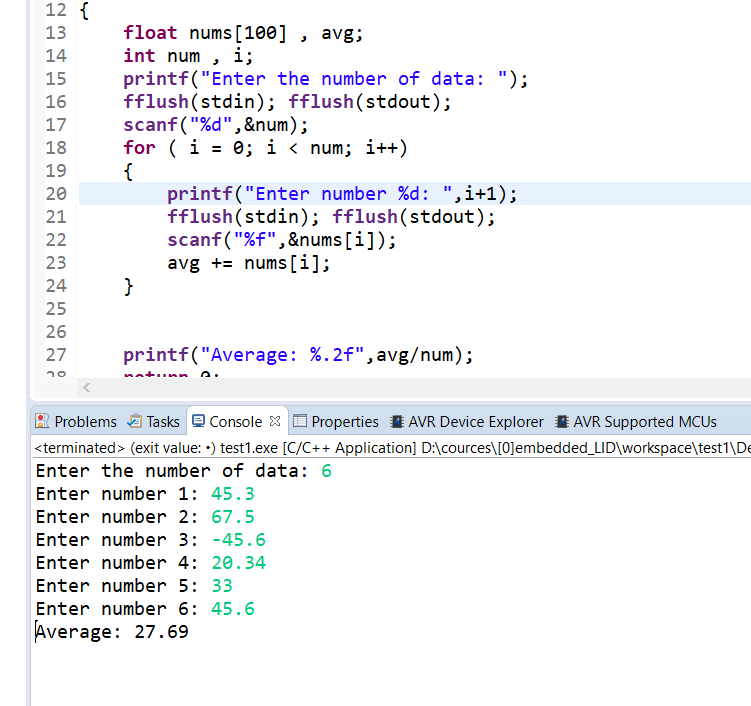 12 {
13 float nums[100] , avg;
14 int num , i;
15 printf("Enter the number of data: ");
16 fflush(stdin); fflush(stdout);
17 scanf("%d",&num);
18 for ( i = 0; i < num; i++)
19 {
20 printf("Enter number %d: ",i+1);
21 fflush(stdin); fflush(stdout);
22 scanf("%f",&nums[i]);
23 avg += nums[i];
24 }
25
26
27 printf("Average: %.2f",avg/num);
28 return 0;
Problems Tasks Console Properties AVR Device Explorer AVR Supported MCUs
<terminated> (exit value: •) test1.exe [C/C++ Application] D:\cources\[0]embedded_LID\workspace\test1\De
Enter the number of data: 6
Enter number 1: 45.3
Enter number 2: 67.5
Enter number 3: -45.6
Enter number 4: 20.34
Enter number 5: 33
Enter number 6: 45.6
Average: 27.69